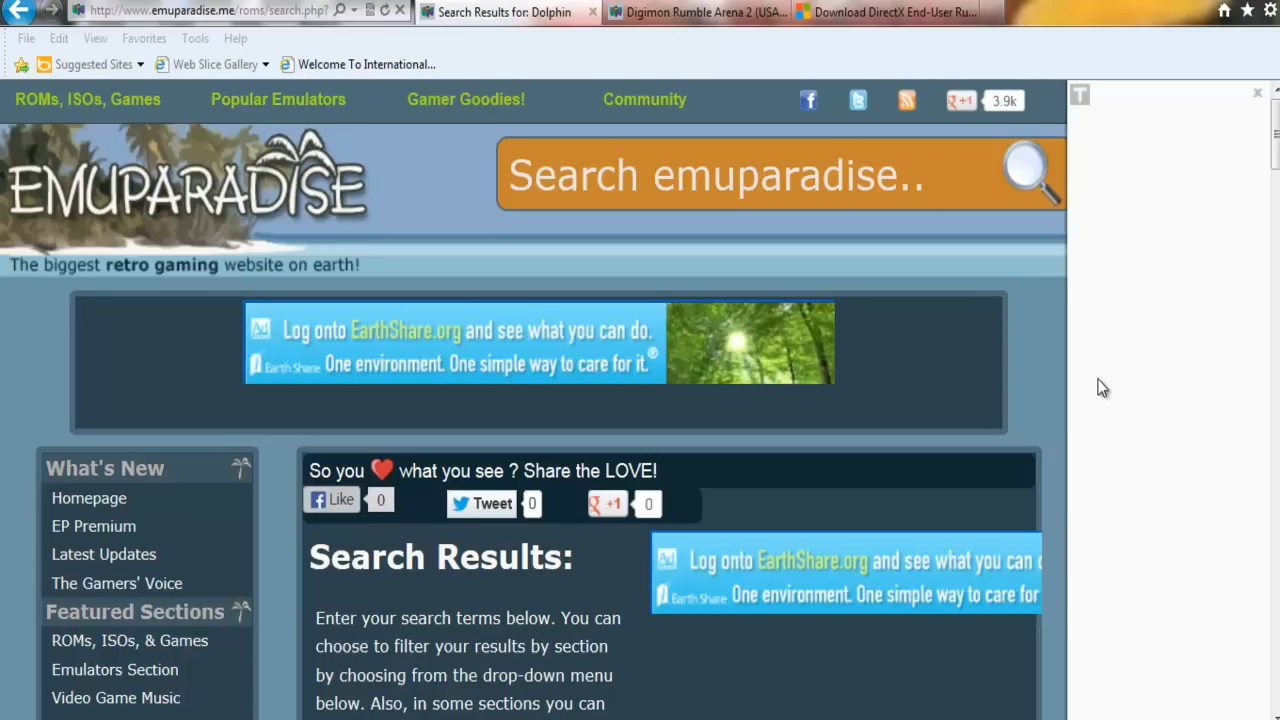 http://www.emuparadise.me/roms/search.php?
Search Results for: Dolphin
Digimon Rumble Arena 2 (USA...
Download DirectX End-User Ru...
File Edit View Favorites Tools Help
Suggested Sites
Web Slice Gallery
Welcome To International...
ROMs, ISOs, Games
Popular Emulators
Gamer Goodies!
Community
g+1
3.9k
T
EMUPARADISE
Search emuparadise..
The biggest retro gaming website on earth!
Ad
Log onto EarthShare.org and see what you can do.
Earth Share
One environment. One simple way to care for it.®
What's New
Homepage
EP Premium
Latest Updates
The Gamers' Voice
Featured Sections
ROMs, ISOs, & Games
Emulators Section
Video Game Music
So you ❤ what you see ? Share the LOVE!
Like 0
Tweet 0
g +1 0
Search Results:
Ad
Log onto EarthShare.org and see what you can
Earth Share
One environment. One simple way to care for
Enter your search terms below. You can
choose to filter your results by section
by choosing from the drop-down menu
below. Also, in some sections you can